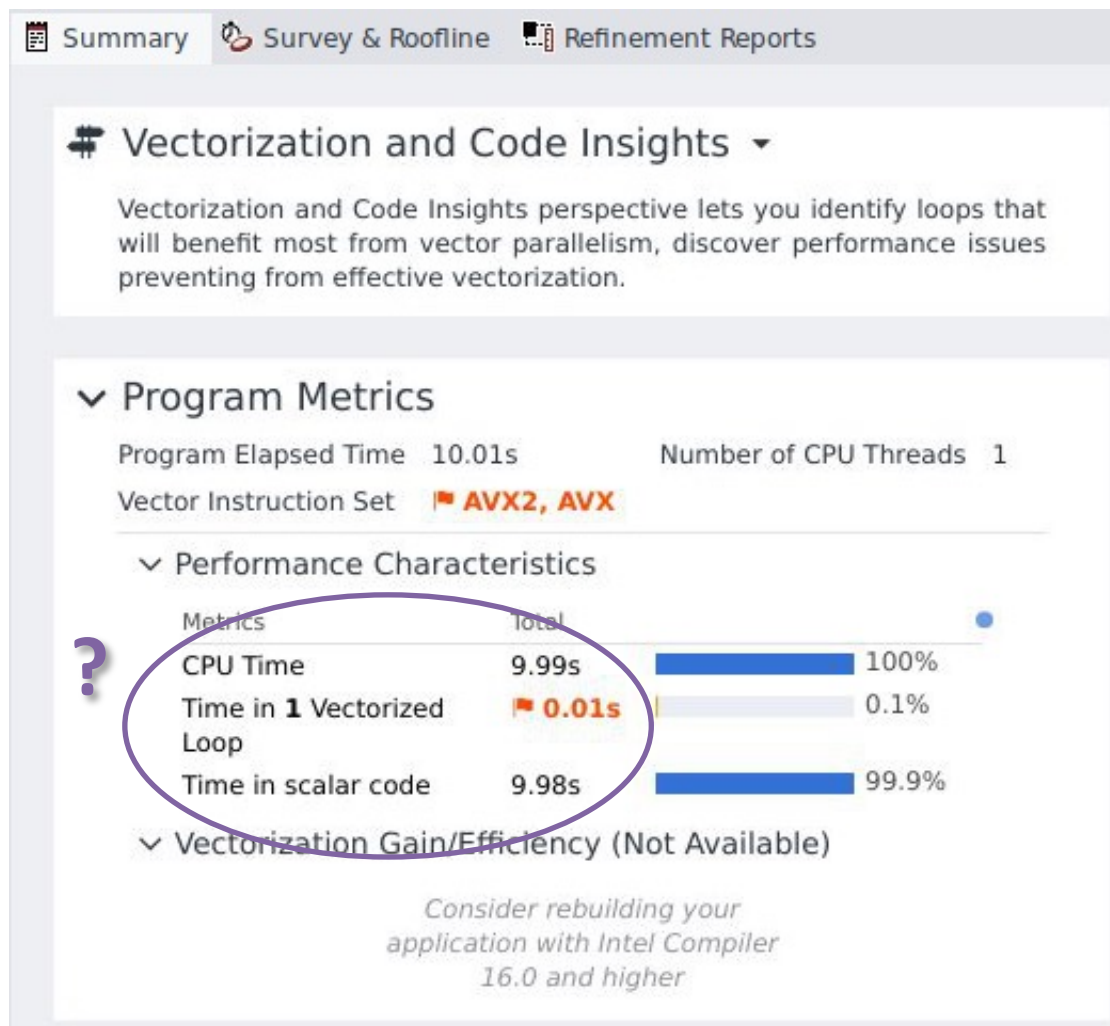 Summary Survey & Roofline Refinement Reports
Vectorization and Code Insights
Vectorization and Code Insights perspective lets you identify loops that
will benefit most from vector parallelism, discover performance issues
preventing from effective vectorization.
Program Metrics
Program Elapsed Time 10.01s Number of CPU Threads 1
Vector Instruction Set AVX2, AVX
Performance Characteristics
Metrics Total
?
CPU Time 9.99s 100%
Time in 1 Vectorized 0.01s 0.1%
Loop
Time in scalar code 9.98s 99.9%
Vectorization Gain/Efficiency (Not Available)
Consider rebuilding your
application with Intel Compiler
16.0 and higher